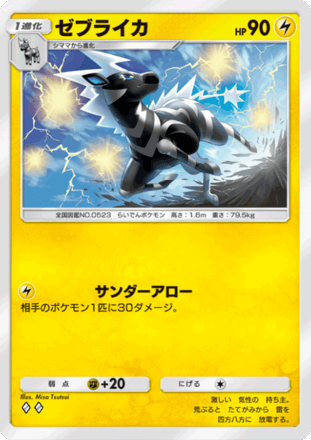 1進化
ゼブライカ
HP 90
シママから進化
全国図鑑NO.0523 らいでんポケモン 高さ：1.6m 重さ：79.5kg
サンダーアロー
相手のポケモン1匹に30ダメージ。
弱点 +20 にげる
Illus. Misa Tsutsui
激しい 気性の 持ち主。
荒ぶると たてがみから 雷を
四方八方に 放電する。